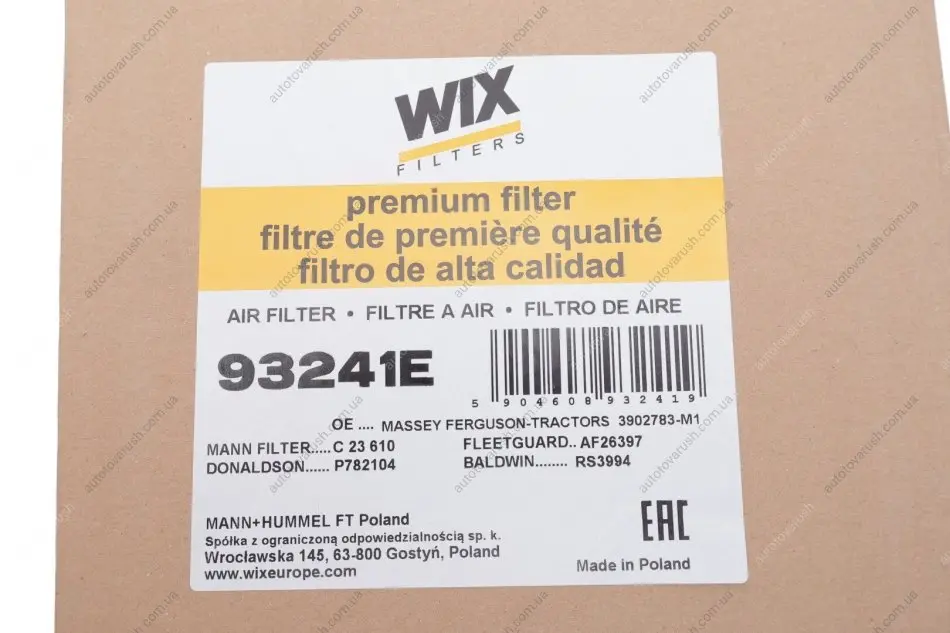 WIX
FILTERS
premium filter
filtre de première qualité
filtro de alta calidad
AIR FILTER • FILTRE A AIR • FILTRO DE AIRE
93241E
5 904608 932419
OE .... MASSEY FERGUSON-TRACTORS 3902783-M1
MANN FILTER.....C 23 610 FLEETGUARD.. AF26397
DONALDSON...... P782104 BALDWIN........ RS3994
MANN+HUMMEL FT Poland
Spółka z ograniczoną odpowiedzialnością sp. k.
Wrocławska 145, 63-800 Gostyń, Poland
www.wixeurope.com
EAC
Made in Poland
autotovarush.com.ua